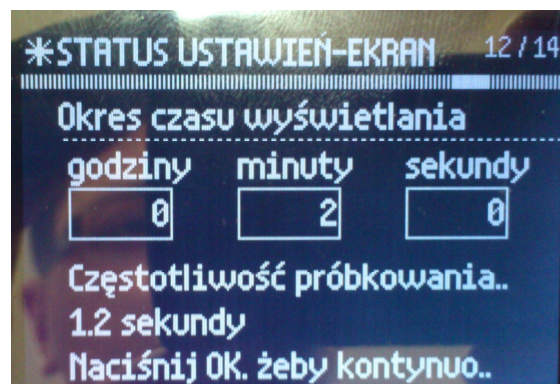 *STATUS USTAWIEŃ-EKRAN 12/14
Okres czasu wyświetlania
godziny minuty sekundy
0 2 0
Częstotliwość próbkowania..
1.2 sekundy
Naciśnij OK. żeby kontynuo..